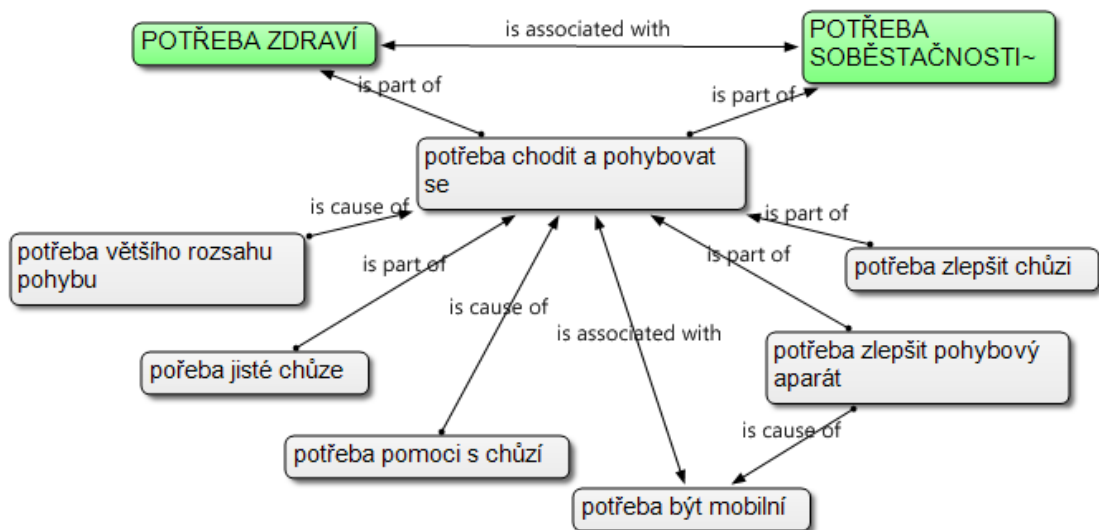 POTŘEBA ZDRAVÍ
is associated with
POTŘEBA
SOBĚSTAČNOSTI~
is part of
is part of
potřeba chodit a pohybovat
se
is cause of
is part of
potřeba většího rozsahu
pohybu
potřeba zlepšit chůzi
is part of
is part of
is cause of
is associated with
pořeba jisté chůze
potřeba zlepšit pohybový
aparát
is cause of
potřeba pomoci s chůzí
potřeba být mobilní